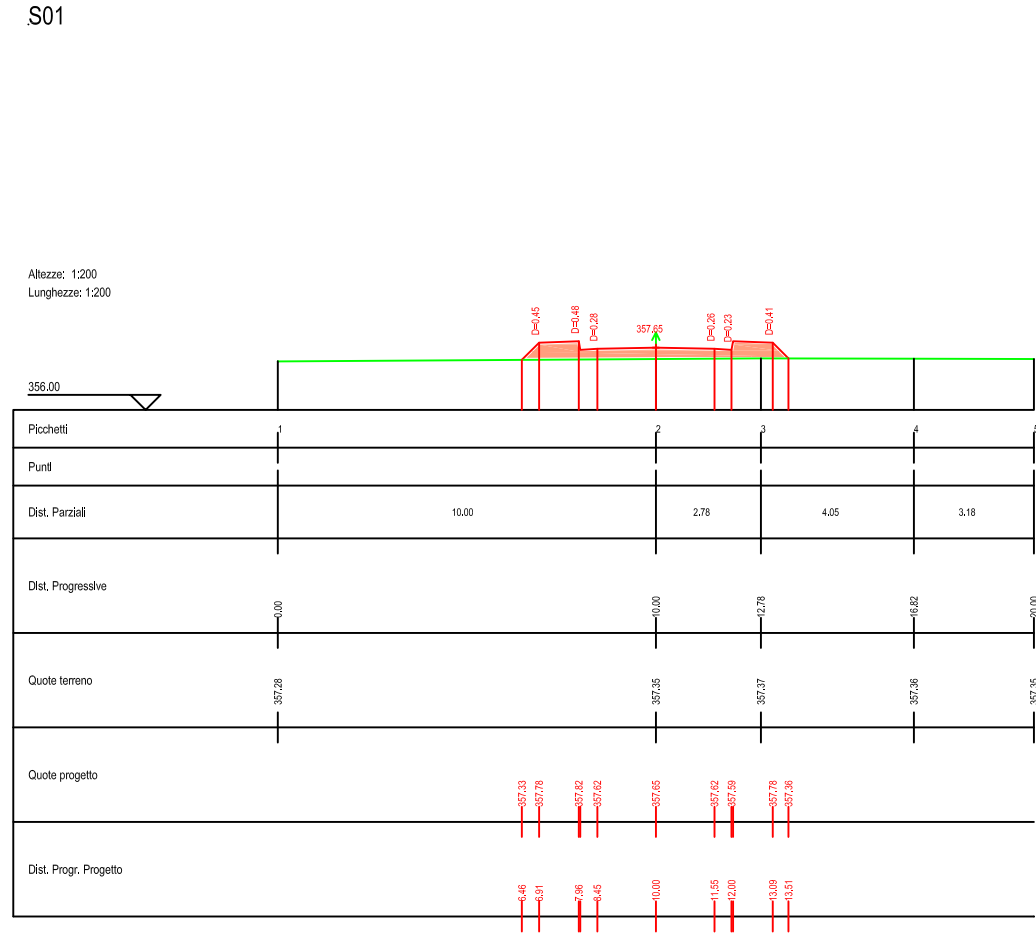 S01
Altezze: 1:200
Lunghezze: 1:200
D=0.45
D=0.48
D=0.28
357.65
D=0.26
D=0.23
D=0.41
356.00
Picchetti
1
2
3
4
5
Punti
Dist. Parziali
10.00
2.78
4.05
3.18
Dist. Progressive
0.00
10.00
12.78
16.82
20.00
Quote terreno
357.28
357.35
357.37
357.36
357.35
Quote progetto
357.33
357.78
357.82
357.62
357.65
357.62
357.59
357.78
357.36
Dist. Progr. Progetto
6.46
6.91
7.96
8.45
10.00
11.55
12.00
13.09
13.51